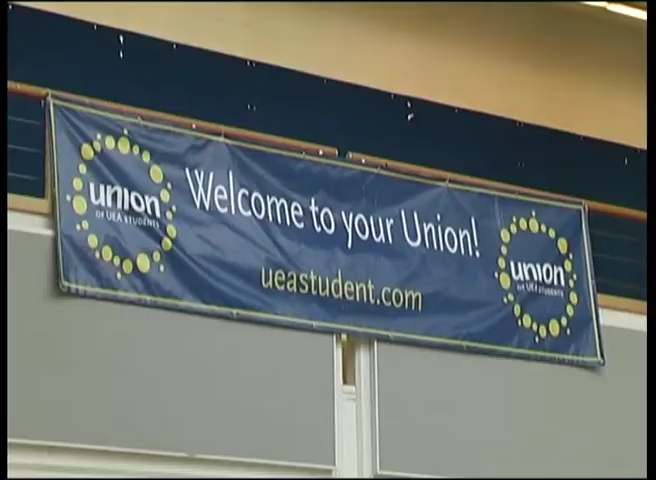 union
OF UEA STUDENTS
Welcome to your Union!
ueastudent.com
union
OF UEA STUDENTS